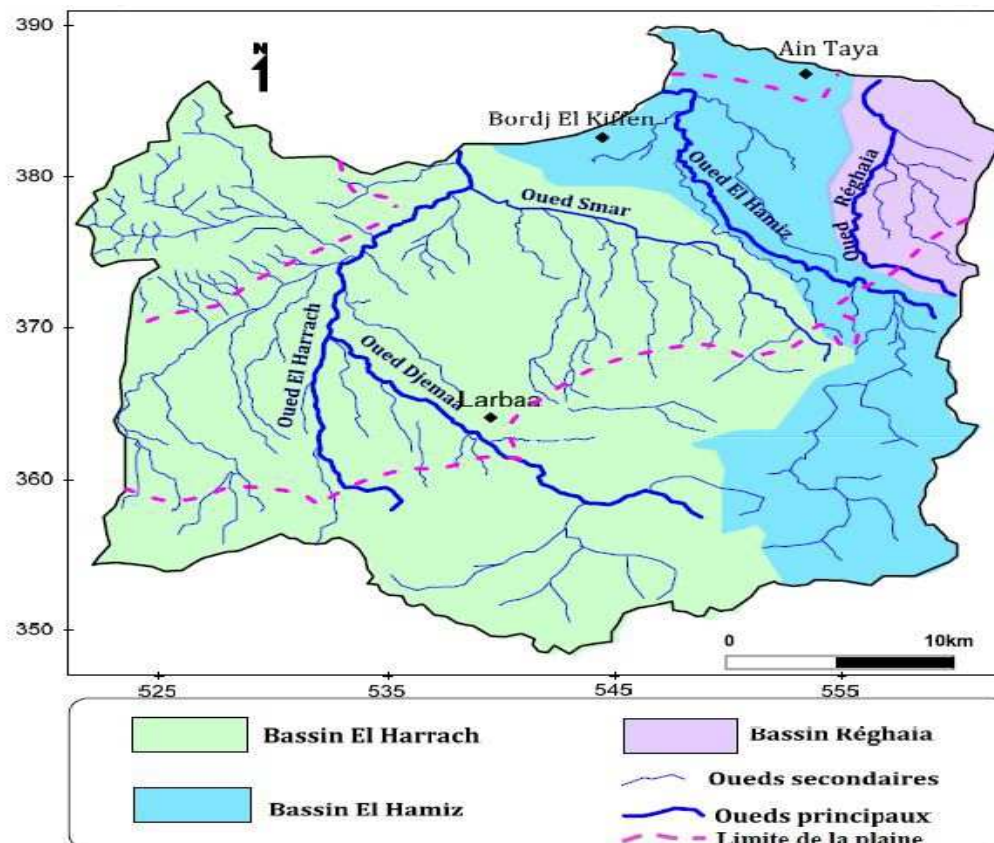 390
380
370
360
350
N
Ain Taya
Bordj El Kiffen
Oued El Hamiz
Oued Réghaia
Oued Smar
Oued El Harrach
Oued Djemaa
Larbaa
0 10km
525 535 545 555
Bassin El Harrach
Bassin El Hamiz
Bassin Réghaia
Oueds secondaires
Oueds principaux
Limite de la plaine